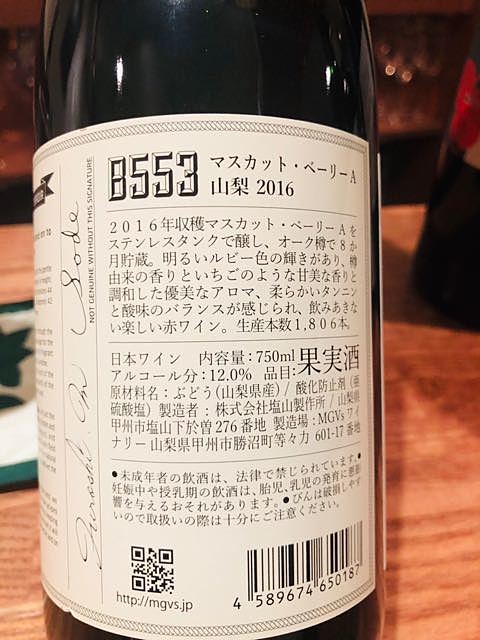 B553 マスカット・ベーリーA
山梨 2016
2016年収穫マスカット・ベーリーAを
ステンレスタンクで醸し、オーク樽で8か
月貯蔵。明るいルビー色の輝きがあり、樽
由来の香りといちごのような甘美な香りと
調和した優美なアロマ、柔らかいタンニン
と酸味のバランスが感じられ、飲みあきな
い楽しい赤ワイン。生産本数1,806本。
日本ワイン 内容量:750ml 果実酒
アルコール分:12.0% 品目:
原材料名:ぶどう(山梨県産)/酸化防止剤(亜
硫酸塩) 製造者:株式会社塩山製作所/山梨県
甲州市塩山下於曽276番地 製造場:MGVsワイ
ナリー山梨県甲州市勝沼町等々力 601-17番地
●未成年者の飲酒は、法律で禁じられています。●
妊娠中や授乳期の飲酒は、胎児、乳児の発育に悪影
響を与えるおそれがあります。●びんは破損しやす
いので取扱いの際は十分にご注意ください。
http://mgvs.jp
4 589674 650187
NOT GENUINE WITHOUT THIS SIGNATURE